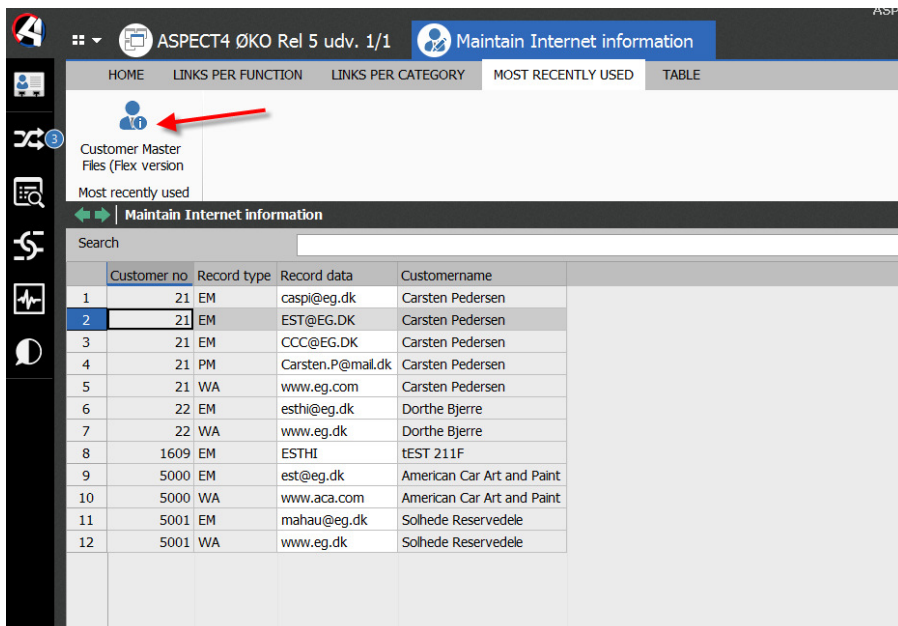 ASP
4 ASPECT4 ØKO Rel 5 udv. 1/1 Maintain Internet information
HOME LINKS PER FUNCTION LINKS PER CATEGORY MOST RECENTLY USED TABLE
3
Customer Master
Files (Flex version
Most recently used
Maintain Internet information
Search
Customer no Record type Record data Customername
1 21 EM caspi@eg.dk Carsten Pedersen
2 21 EM EST@EG.DK Carsten Pedersen
3 21 EM CCC@EG.DK Carsten Pedersen
4 21 PM Carsten.P@mail.dk Carsten Pedersen
5 21 WA www.eg.com Carsten Pedersen
6 22 EM esthi@eg.dk Dorthe Bjerre
7 22 WA www.eg.dk Dorthe Bjerre
8 1609 EM ESTHI tEST 211F
9 5000 EM est@eg.dk American Car Art and Paint
10 5000 WA www.aca.com American Car Art and Paint
11 5001 EM mahau@eg.dk Solhede Reservedele
12 5001 WA www.eg.dk Solhede Reservedele